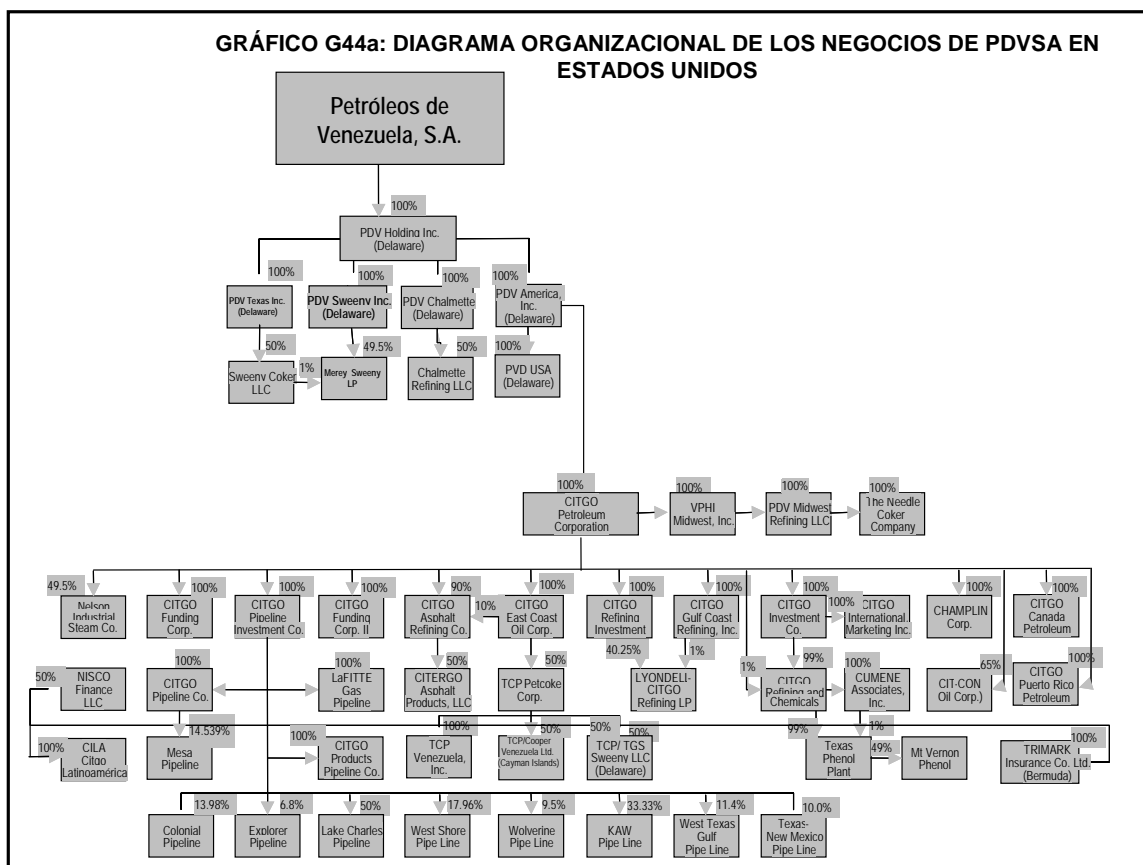 GRÁFICO G44a: DIAGRAMA ORGANIZACIONAL DE LOS NEGOCIOS DE PDVSA EN
ESTADOS UNIDOS
Petróleos de
Venezuela, S.A.
100%
PDV Holding Inc.
(Delaware)
100%
100%
100%
100%
PDV Texas Inc.
(Delaware)
PDV Sweeny Inc.
(Delaware)
PDV Chalmette
(Delaware)
PDV America,
Inc.
(Delaware)
50%
1%
49.5%
50%
100%
Sweeny Coker
LLC
Merey Sweeny
LP
Chalmette
Refining LLC
PVD USA
(Delaware)
100%
CITGO
Petroleum
Corporation
100%
VPHI
Midwest, Inc.
100%
PDV Midwest
Refining LLC
100%
The Needle
Coker
Company
49.5%
Nelson
Industrial
Steam Co.
100%
CITGO
Funding
Corp.
100%
CITGO
Pipeline
Investment Co.
100%
CITGO
Funding
Corp. II
90%
CITGO
Asphalt
Refining Co.
10%
100%
CITGO
East Coast
Oil Corp.
100%
CITGO
Refining
Investment
100%
CITGO
Gulf Coast
Refining, Inc.
100%
CITGO
Investment
Co.
100%
CITGO
International
Marketing Inc.
100%
CHAMPLIN
Corp.
100%
CITGO
Canada
Petroleum
50%
NISCO
Finance
LLC
100%
CITGO
Pipeline Co.
100%
LaFITTE
Gas
Pipeline
50%
CITERGO
Asphalt
Products, LLC
50%
TCP Petcoke
Corp.
40.25%
1%
LYONDELI-
CITGO
Refining LP
1%
99%
CITGO
Refining and
Chemicals
100%
CUMENE
Associates,
Inc.
65%
CIT-CON
Oil Corp.)
100%
CITGO
Puerto Rico
Petroleum
100%
CILA
Citgo
Latinoamérica
14.539%
Mesa
Pipeline
100%
CITGO
Products
Pipeline Co.
100%
TCP
Venezuela,
Inc.
50%
TCP/Cooper
Venezuela Ltd.
(Cayman Islands)
50%
50%
TCP/ TGS
Sweeny LLC
(Delaware)
99%
1%
Texas
Phenol
Plant
49%
Mt Vernon
Phenol
100%
TRIMARK
Insurance Co. Ltd.
(Bermuda)
13.98%
Colonial
Pipeline
6.8%
Explorer
Pipeline
50%
Lake Charles
Pipeline
17.96%
West Shore
Pipe Line
9.5%
Wolverine
Pipe Line
33.33%
KAW
Pipe Line
11.4%
West Texas
Gulf
Pipe Line
10.0%
Texas-
New Mexico
Pipe Line